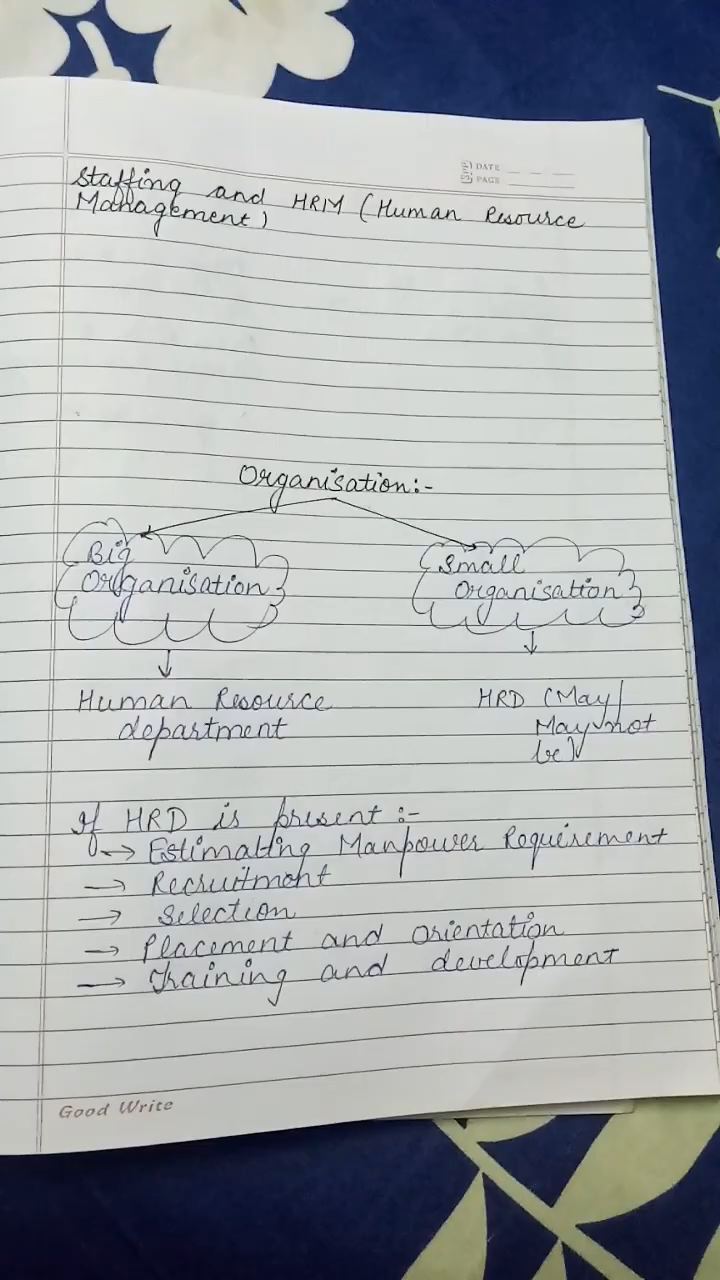 DATE
PAGE
Staffing and HRM (Human Resource
Management)
Organisation:-
Big
Organisation
Small
Organisation
Human Resource
department
HRD (May/
May not
be)
If HRD is present :-
→ Estimating Manpower Requirement
→ Recruitment
→ Selection
→ Placement and orientation
→ Training and development
Good Write